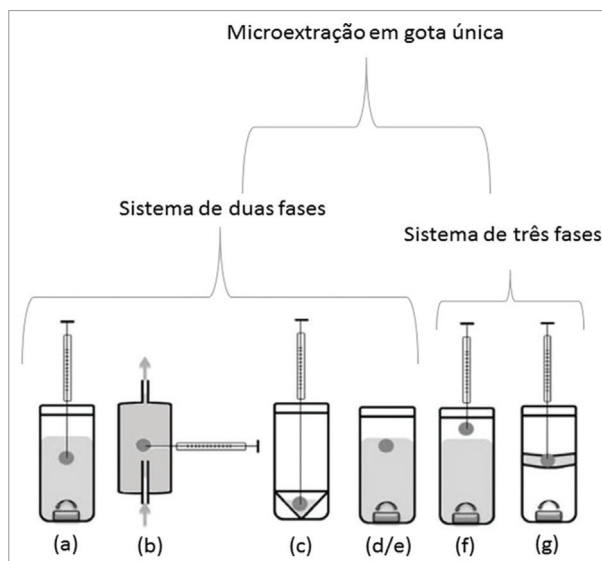 Microextração em gota única
Sistema de duas fases
Sistema de três fases
(a) (b) (c) (d/e) (f) (g)